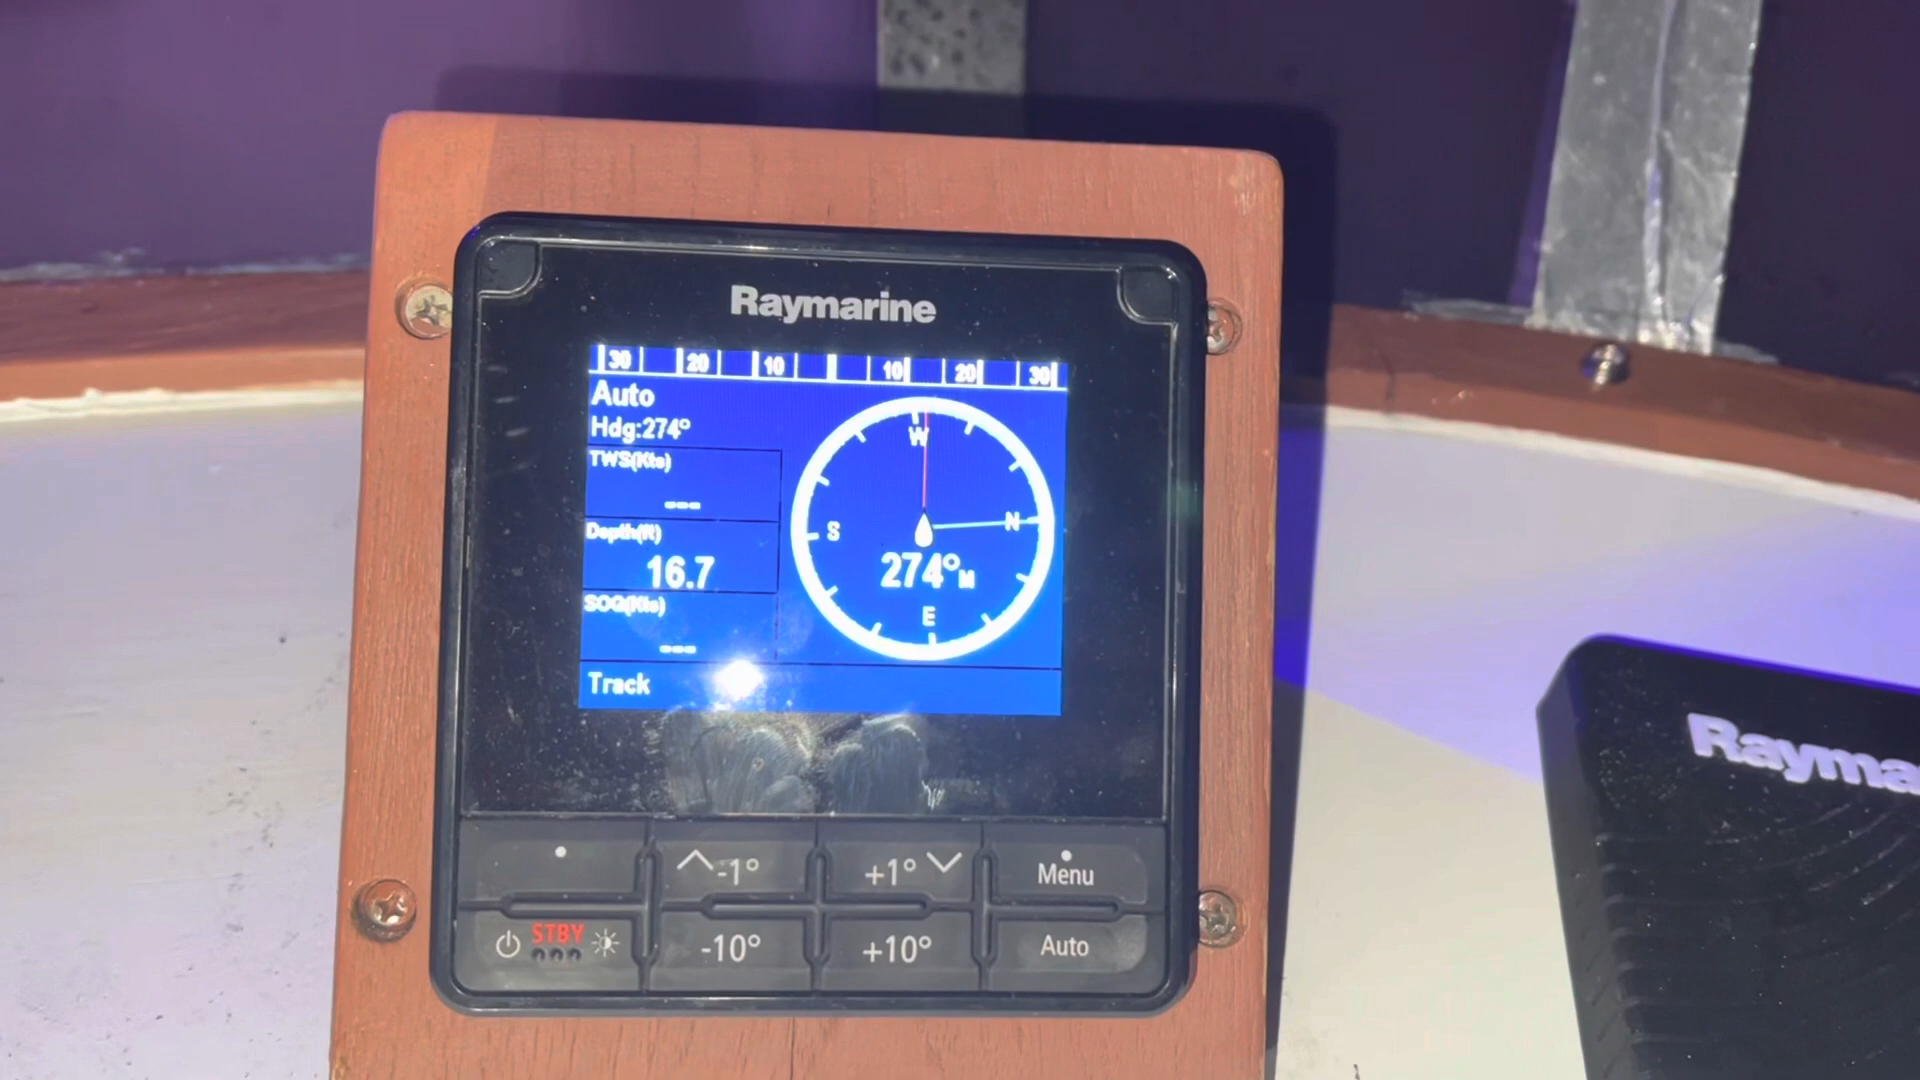 Raymarine
30 20 10 10 20 30
Auto
Hdg:274°
TWS(Kts)
---
Depth(ft)
16.7
SOG(Kts)
---
W
S
N
274°M
E
Track
-1°
+1°
Menu
STBY
-10°
+10°
Auto
Rayma